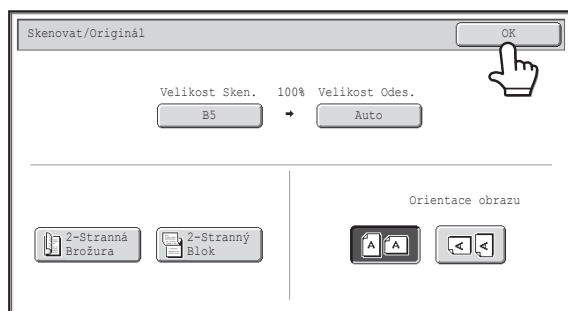 Skenovat/Originál
OK
Velikost Sken. 100% Velikost Odes.
B5 → Auto
Orientace obrazu
2-Stranná
Brožura
2-Stranný
Blok
A A
A A